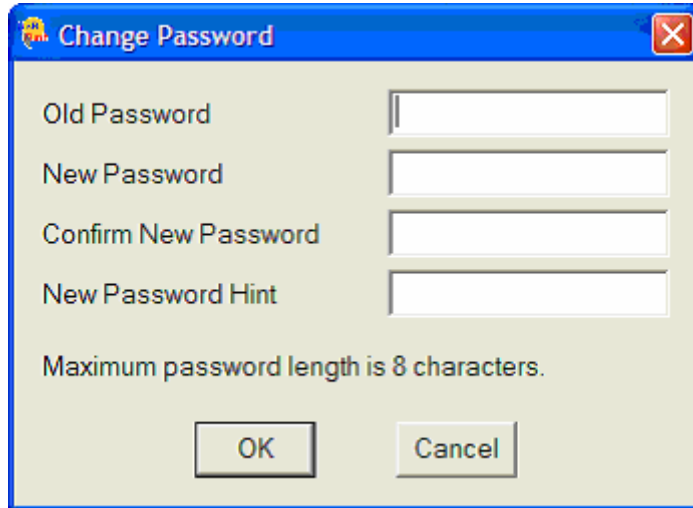 Change Password
Old Password
New Password
Confirm New Password
New Password Hint
Maximum password length is 8 characters.
OK Cancel